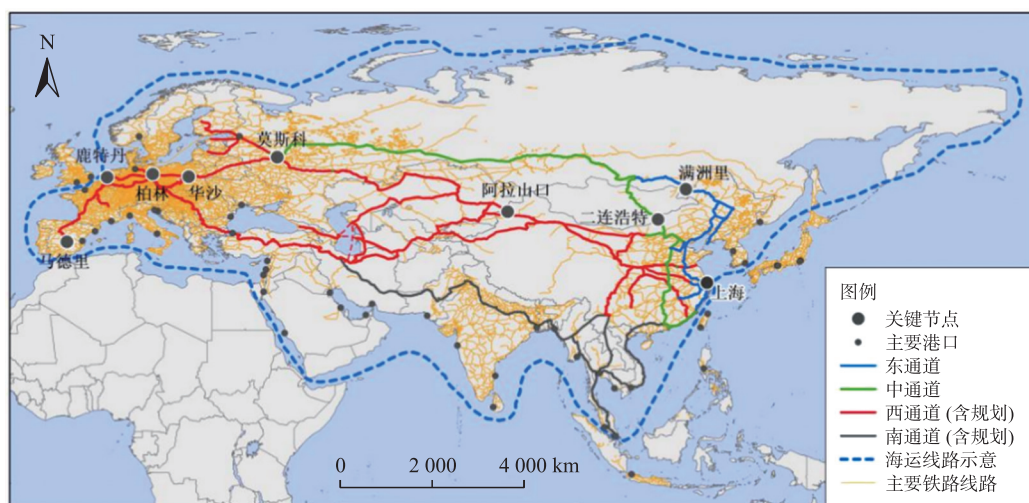 N
莫斯科
鹿特丹
柏林
华沙
满洲里
阿拉山口
二连浩特
马德里
上海
图例
关键节点
主要港口
东通道
中通道
西通道 (含规划)
南通道 (含规划)
海运线路示意
主要铁路线路
0 2 000 4 000 km